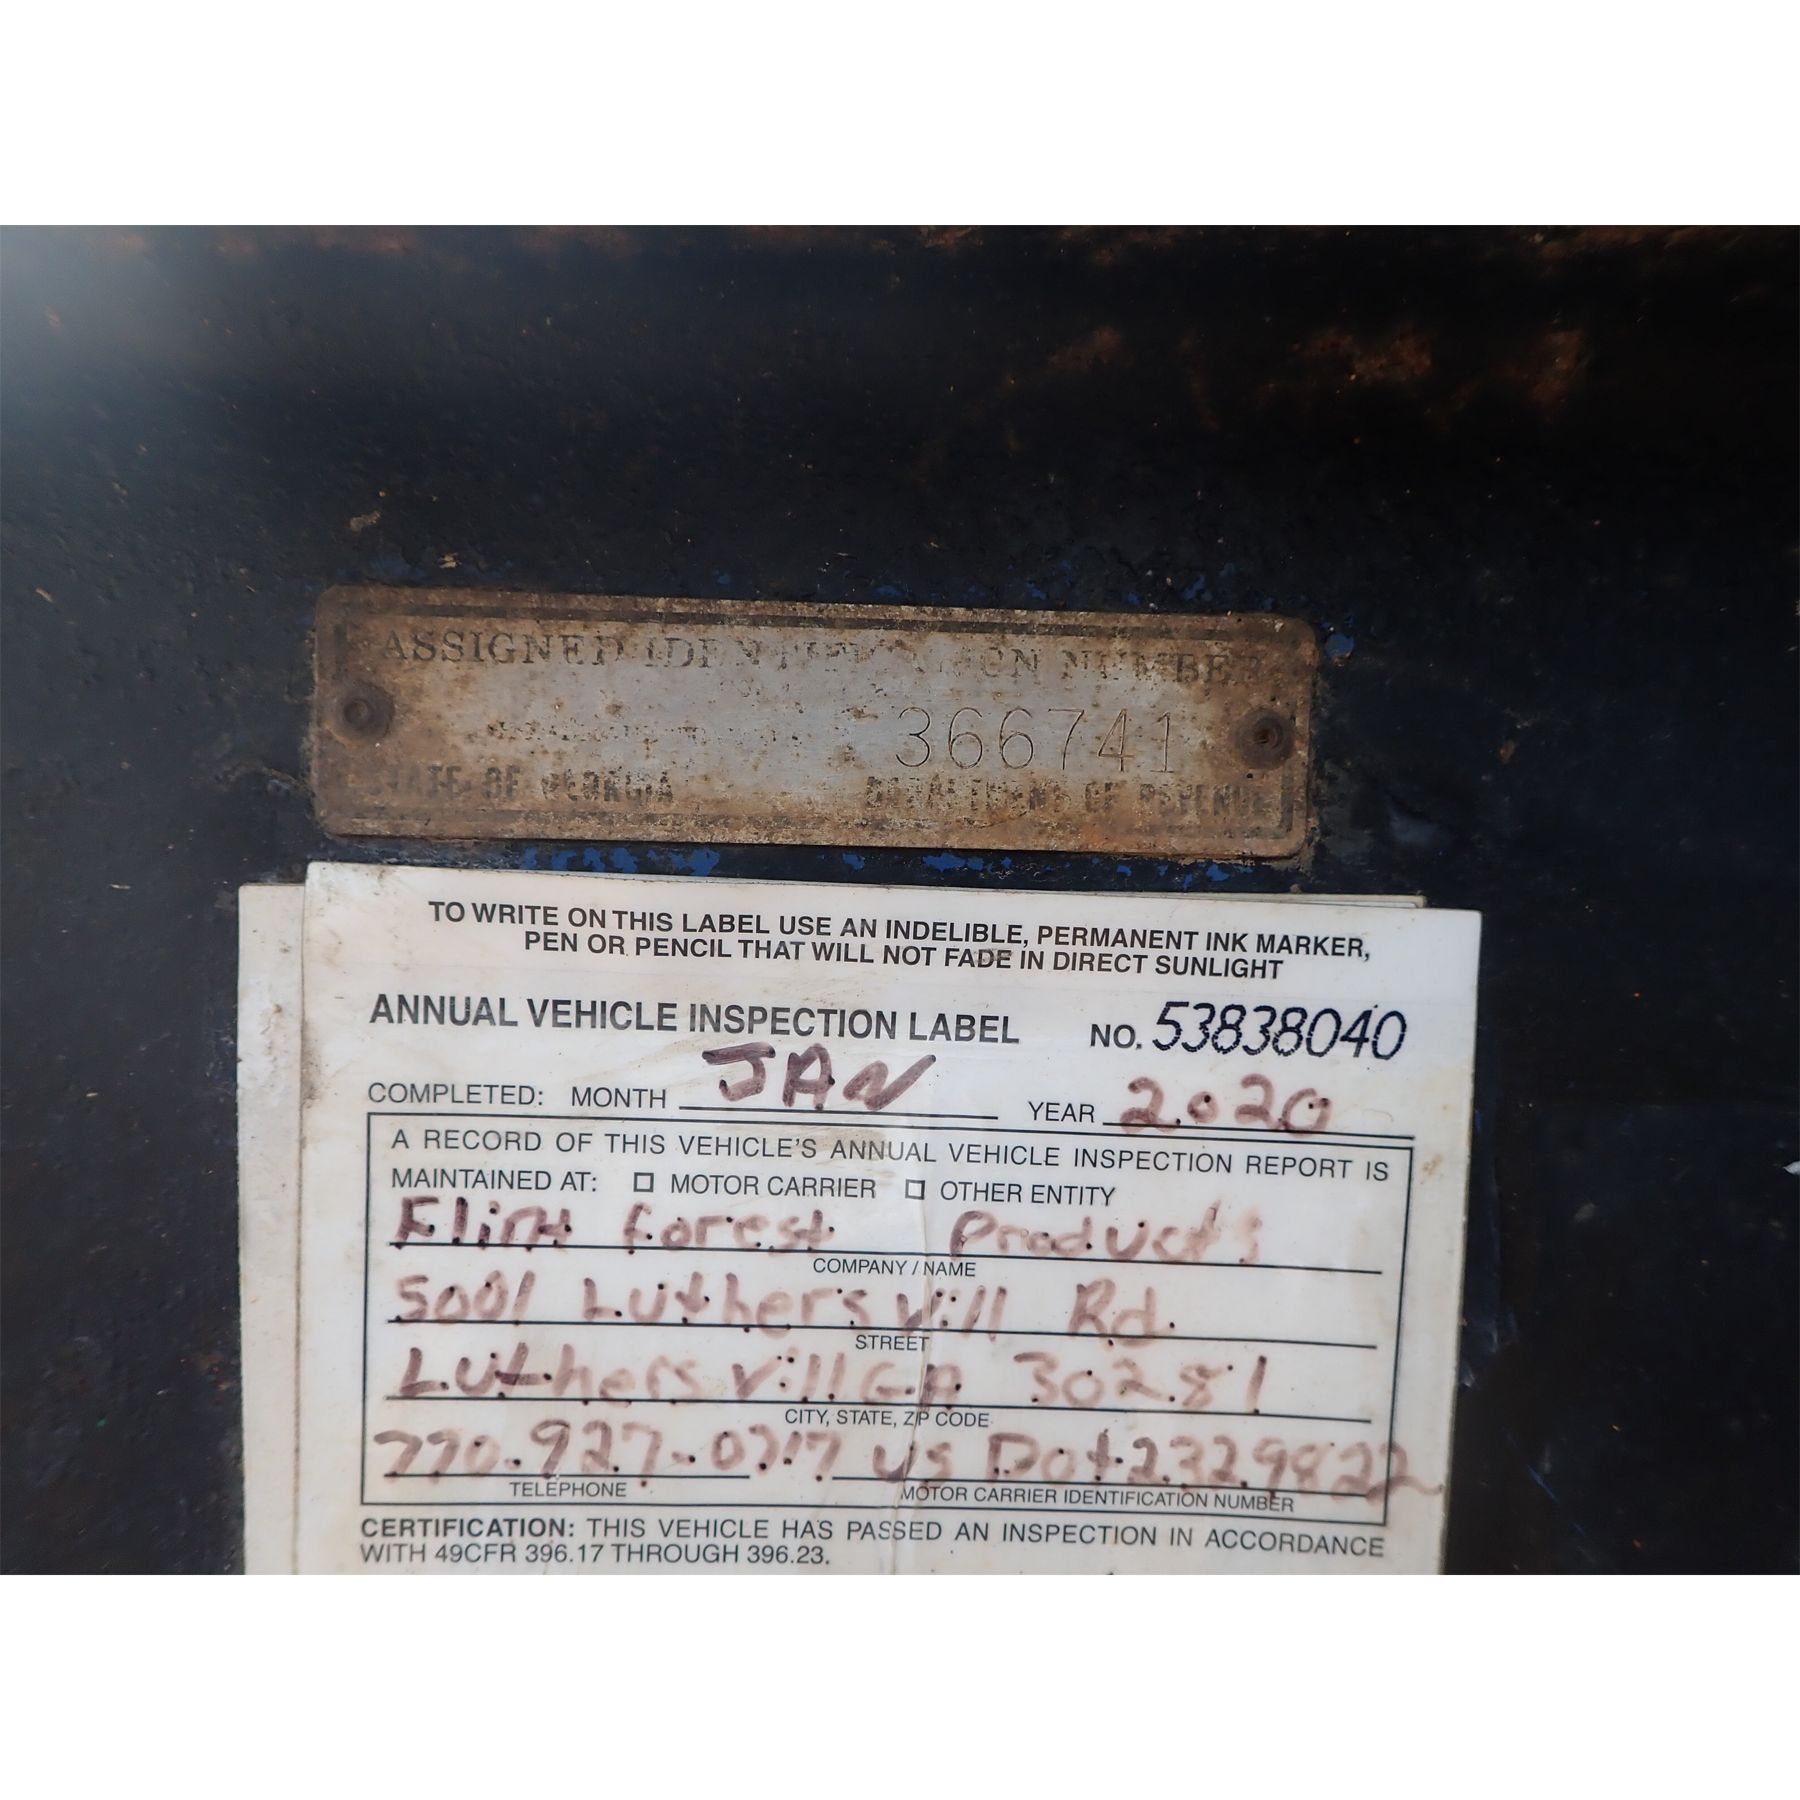 ASSIGNED IDENTIFICATION NUMBER
366741
STATE OF GEORGIA DEPARTMENT OF REVENUE
TO WRITE ON THIS LABEL USE AN INDELIBLE, PERMANENT INK MARKER,
PEN OR PENCIL THAT WILL NOT FADE IN DIRECT SUNLIGHT
ANNUAL VEHICLE INSPECTION LABEL NO. 53838040
COMPLETED: MONTH JAN YEAR 2020
A RECORD OF THIS VEHICLE'S ANNUAL VEHICLE INSPECTION REPORT IS
MAINTAINED AT: ☐ MOTOR CARRIER ☐ OTHER ENTITY
Flint forest Products
COMPANY / NAME
5001 Luthersvill Rd.
STREET
Luthersvill GA 30281
CITY, STATE, ZIP CODE
770-927-0717 US Dot 2329822
TELEPHONE MOTOR CARRIER IDENTIFICATION NUMBER
CERTIFICATION: THIS VEHICLE HAS PASSED AN INSPECTION IN ACCORDANCE
WITH 49CFR 396.17 THROUGH 396.23.